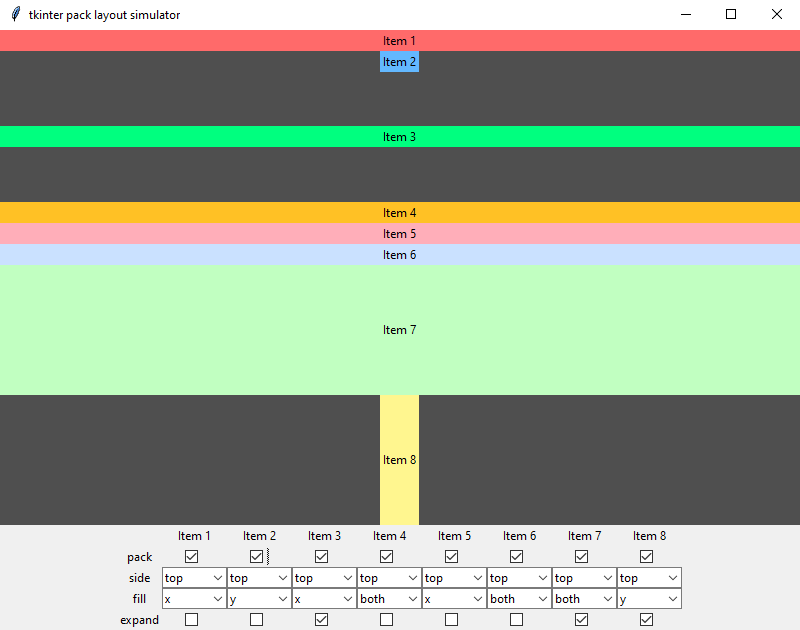 tkinter pack layout simulator
Item 1
Item 2
Item 3
Item 4
Item 5
Item 6
Item 7
Item 8
Item 1 Item 2 Item 3 Item 4 Item 5 Item 6 Item 7 Item 8
pack
side top top top top top top top top
fill x y x both x both both y
expand